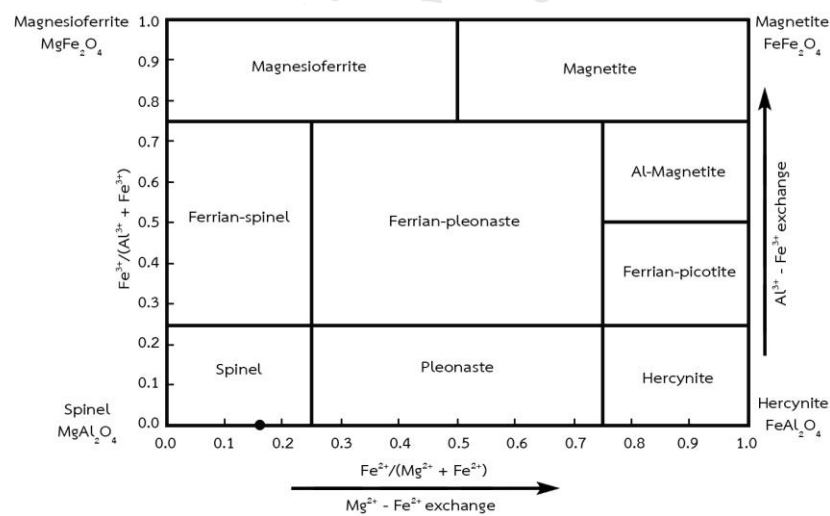 Magnesioferrite
MgFe₂O₄
Magnetite
FeFe₂O₄
1.0
0.9
0.8
0.7
0.6
0.5
0.4
0.3
0.2
0.1
0.0
Fe³⁺/(Al³⁺ + Fe³⁺)
Magnesioferrite
Magnetite
Ferrian-spinel
Ferrian-pleonaste
Al-Magnetite
Ferrian-picotite
Spinel
Pleonaste
Hercynite
Al³⁺ - Fe³⁺ exchange
Spinel
MgAl₂O₄
Hercynite
FeAl₂O₄
0.0 0.1 0.2 0.3 0.4 0.5 0.6 0.7 0.8 0.9 1.0
Fe²⁺/(Mg²⁺ + Fe²⁺)
Mg²⁺ - Fe²⁺ exchange